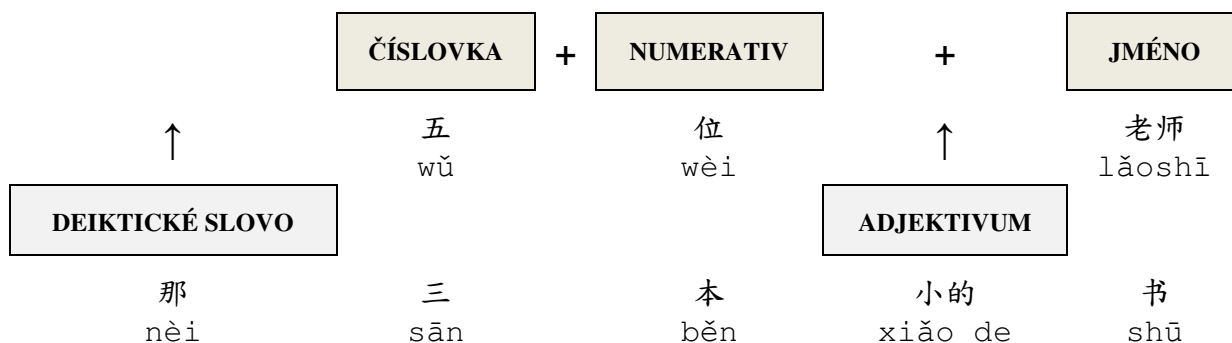 ČÍSLOVKA + NUMERATIV + JMÉNO
↑ 五 位 ↑ 老师
wǔ wèi lǎoshī
DEIKTICKÉ SLOVO ADJEKTIVUM
那 三 本 小的 书
nèi sān běn xiǎo de shū